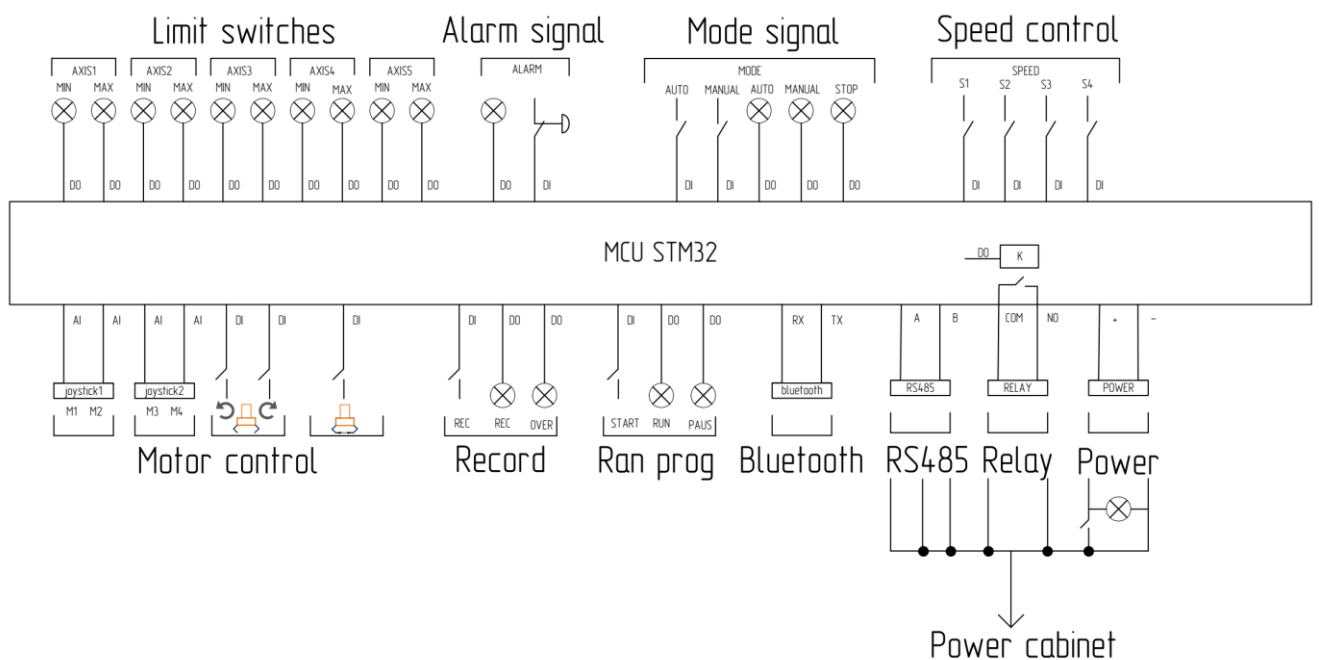 Limit switches Alarm signal Mode signal Speed control
AXIS1 AXIS2 AXIS3 AXIS4 AXIS5 ALARM MODE SPEED
MIN MAX MIN MAX MIN MAX MIN MAX MIN MAX AUTO MANUAL AUTO MANUAL STOP S1 S2 S3 S4
DO DO DO DO DO DO DO DO DO DO DO DI DI DI DO DO DO DI DI DI DI
MCU STM32
DO K
AI AI AI AI DI DI DI DI DO DO DI DO DO RX TX A B COM NO + -
joystick1 joystick2 bluetooth RS485 RELAY POWER
M1 M2 M3 M4 REC REC OVER START RUN PAUS
Motor control Record Ran prog Bluetooth RS485 Relay Power
Power cabinet